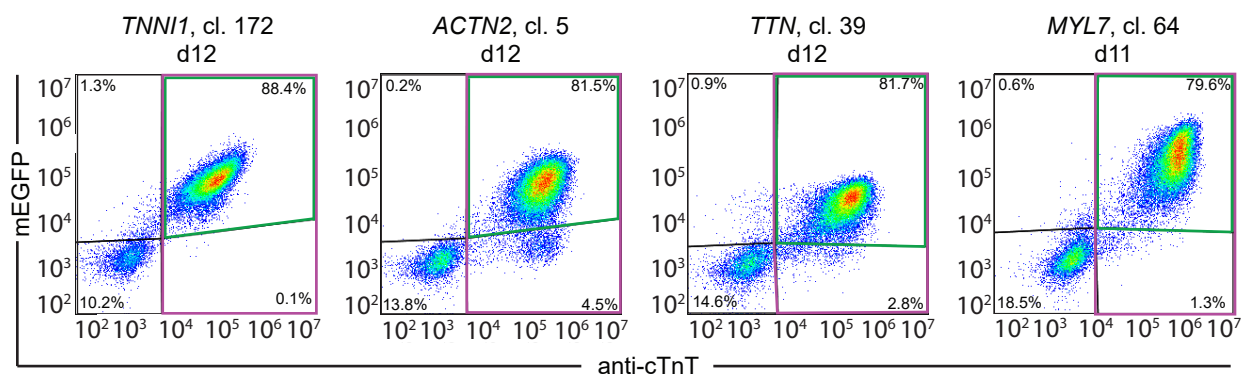 TNNI1, cl. 172
d12
ACTN2, cl. 5
d12
TTN, cl. 39
d12
MYL7, cl. 64
d11
mEGFP
10⁷
10⁶
10⁵
10⁴
10³
10²
1.3%
88.4%
10.2%
0.1%
10² 10³ 10⁴ 10⁵ 10⁶ 10⁷
10⁷
10⁶
10⁵
10⁴
10³
10²
0.2%
81.5%
13.8%
4.5%
10² 10³ 10⁴ 10⁵ 10⁶ 10⁷
10⁷
10⁶
10⁵
10⁴
10³
10²
0.9%
81.7%
14.6%
2.8%
10² 10³ 10⁴ 10⁵ 10⁶ 10⁷
10⁷
10⁶
10⁵
10⁴
10³
10²
0.6%
79.6%
18.5%
1.3%
10² 10³ 10⁴ 10⁵ 10⁶ 10⁷
anti-cTnT